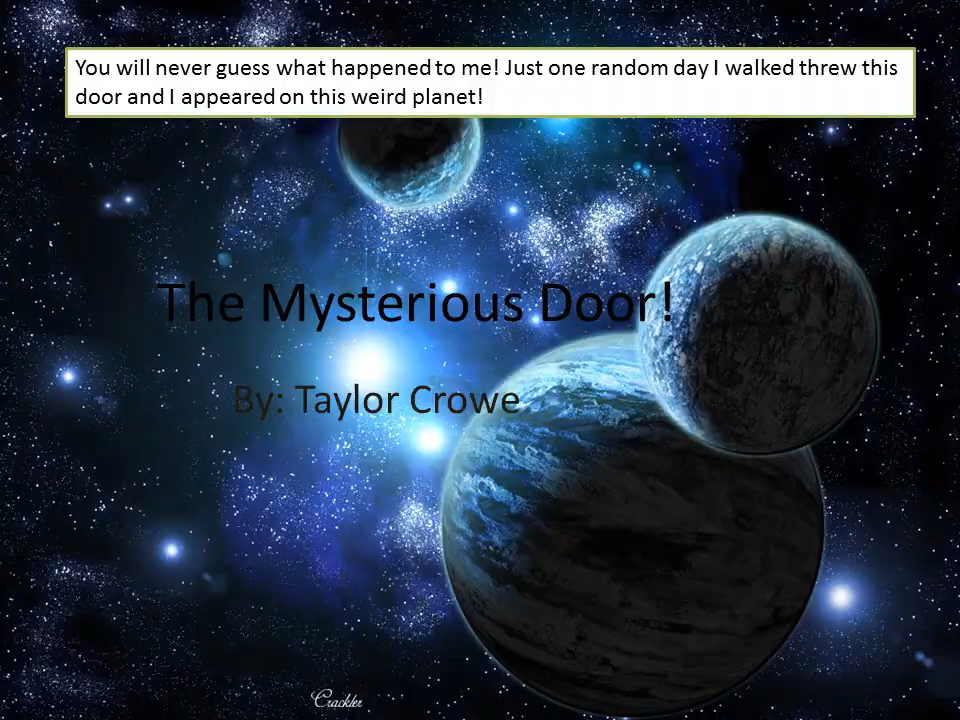 You will never guess what happened to me! Just one random day I walked threw this
door and I appeared on this weird planet!
The Mysterious Door!
By: Taylor Crowe
Crackler